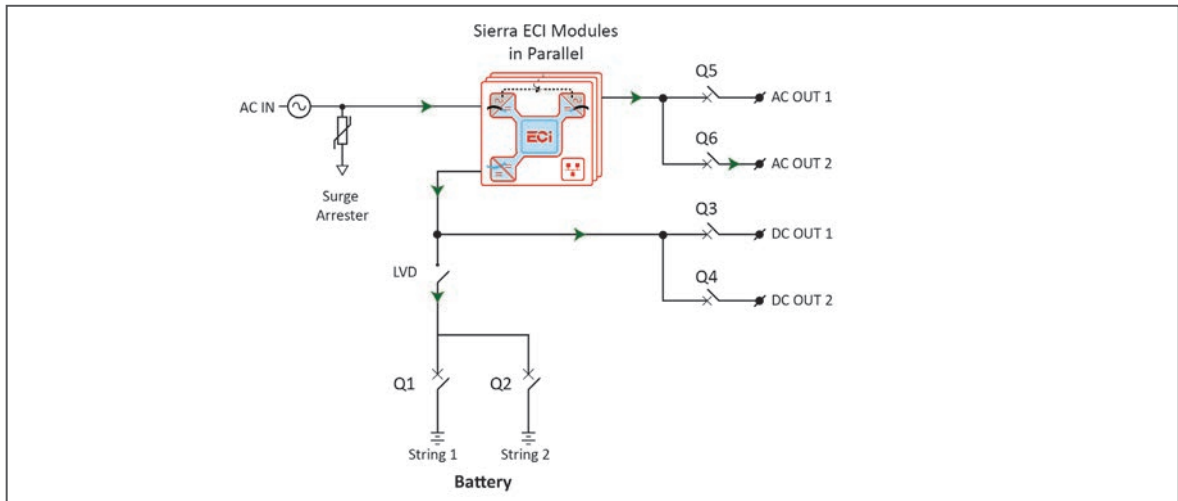 Sierra ECI Modules
in Parallel
AC IN
ECi
Surge
Arrester
Q5
AC OUT 1
Q6
AC OUT 2
Q3
DC OUT 1
LVD
Q4
DC OUT 2
Q1
Q2
String 1
String 2
Battery